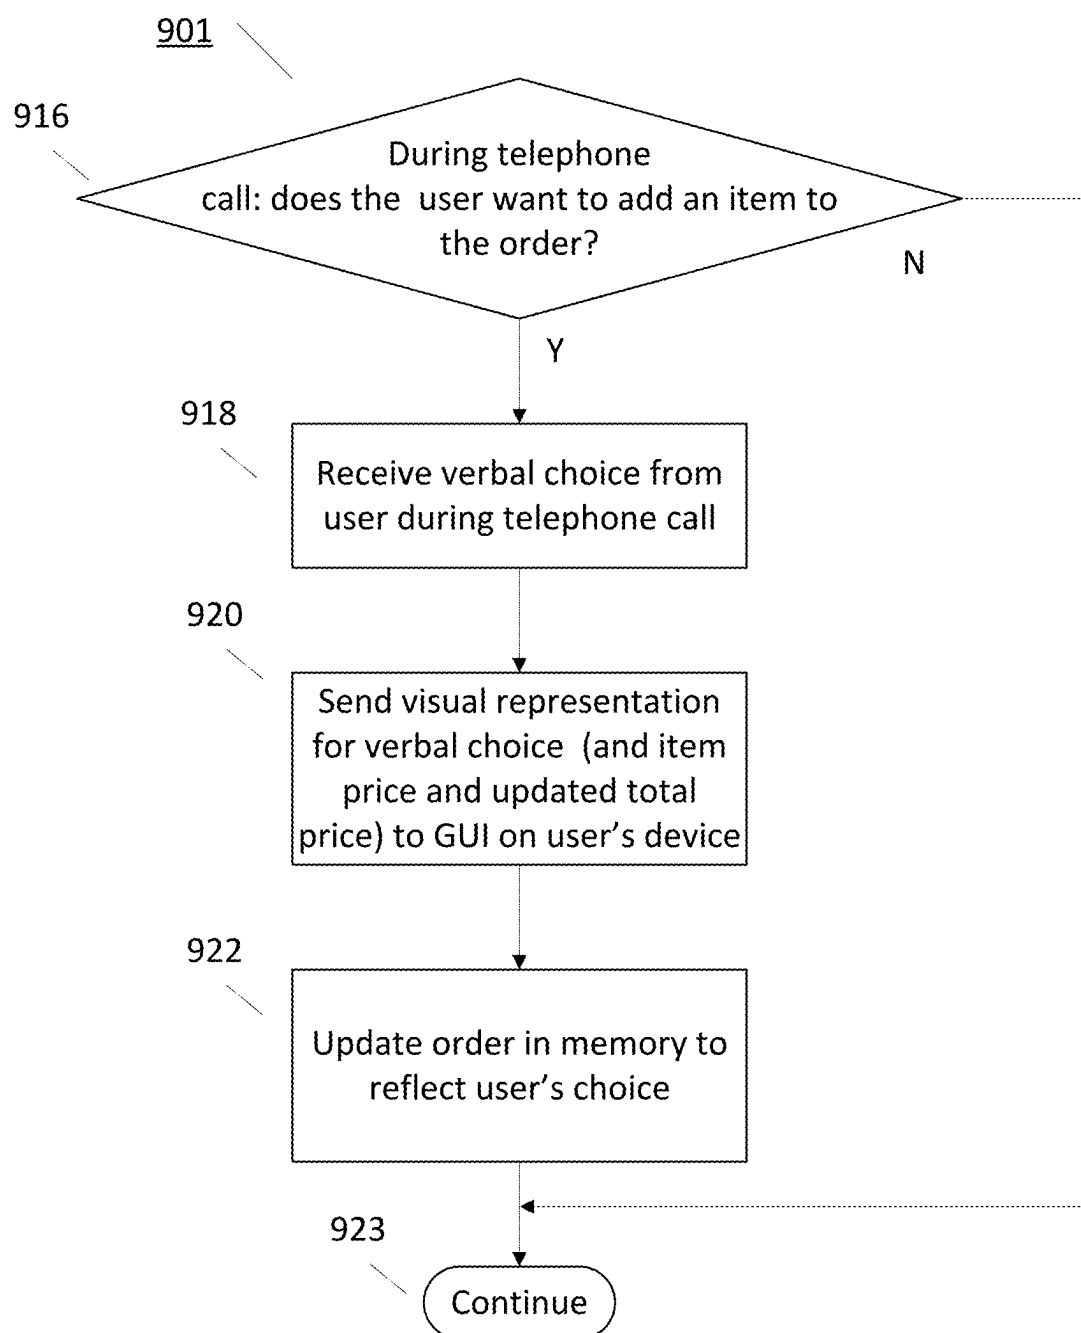 901
916
During telephone
call: does the  user want to add an item to
the order?
N
Y
918
Receive verbal choice from
user during telephone call
920
Send visual representation
for verbal choice  (and item
price and updated total
price) to GUI on user’s device
922
Update order in memory to
reflect user’s choice
923
Continue